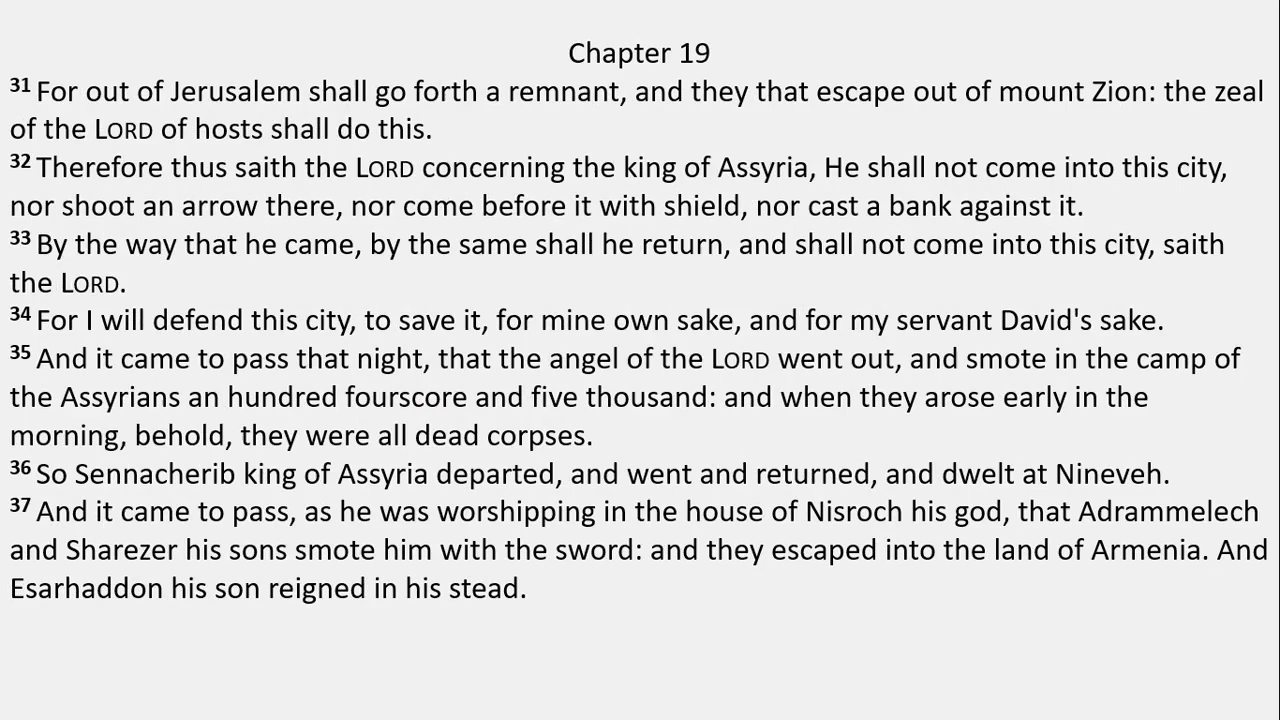 Chapter 19
31 For out of Jerusalem shall go forth a remnant, and they that escape out of mount Zion: the zeal
of the LORD of hosts shall do this.
32 Therefore thus saith the LORD concerning the king of Assyria, He shall not come into this city,
nor shoot an arrow there, nor come before it with shield, nor cast a bank against it.
33 By the way that he came, by the same shall he return, and shall not come into this city, saith
the LORD.
34 For I will defend this city, to save it, for mine own sake, and for my servant David's sake.
35 And it came to pass that night, that the angel of the LORD went out, and smote in the camp of
the Assyrians an hundred fourscore and five thousand: and when they arose early in the
morning, behold, they were all dead corpses.
36 So Sennacherib king of Assyria departed, and went and returned, and dwelt at Nineveh.
37 And it came to pass, as he was worshipping in the house of Nisroch his god, that Adrammelech
and Sharezer his sons smote him with the sword: and they escaped into the land of Armenia. And
Esarhaddon his son reigned in his stead.